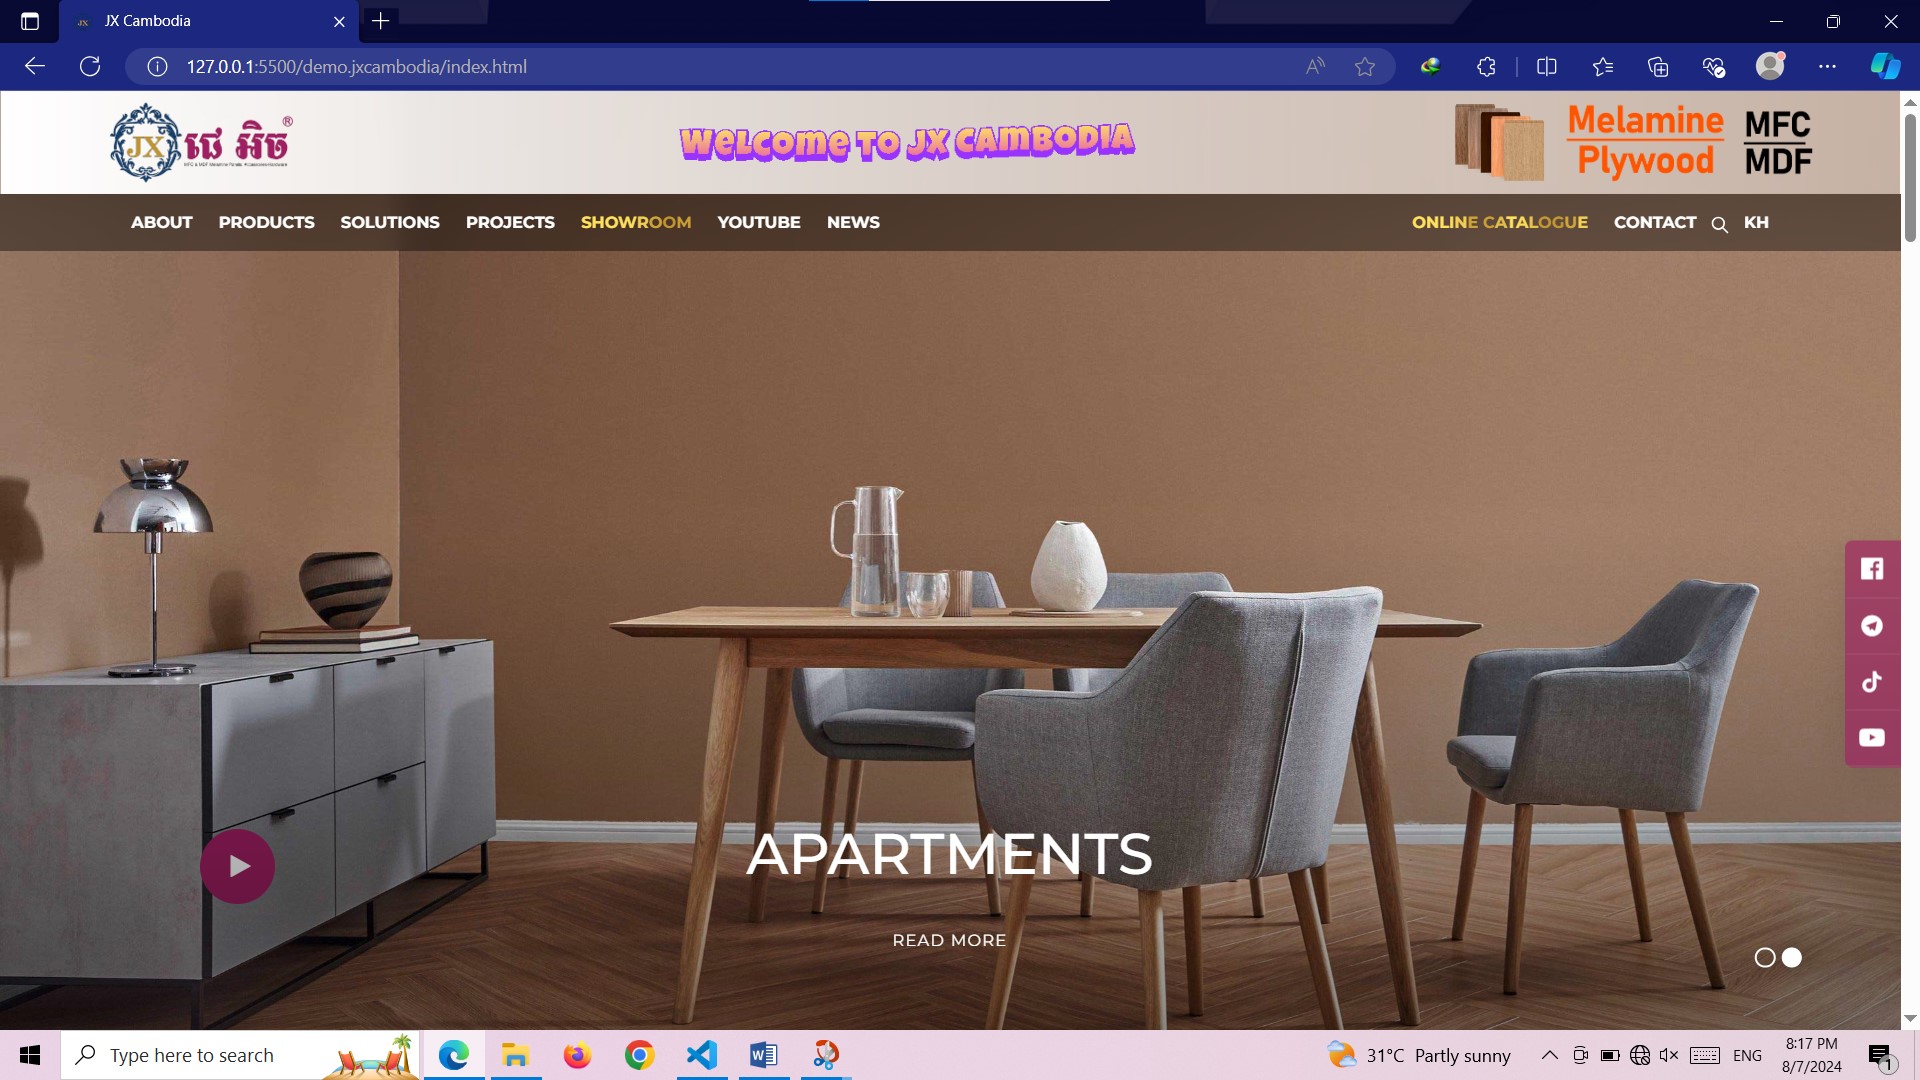 JX Cambodia
127.0.0.1:5500/demo.jxcambodia/index.html
JX ជេ អិច ®
Welcome to JX Cambodia
Melamine
Plywood
MFC
MDF
ABOUT PRODUCTS SOLUTIONS PROJECTS SHOWROOM YOUTUBE NEWS ONLINE CATALOGUE CONTACT KH
APARTMENTS
READ MORE
Type here to search
31°C Partly sunny
ENG
8:17 PM
8/7/2024
1